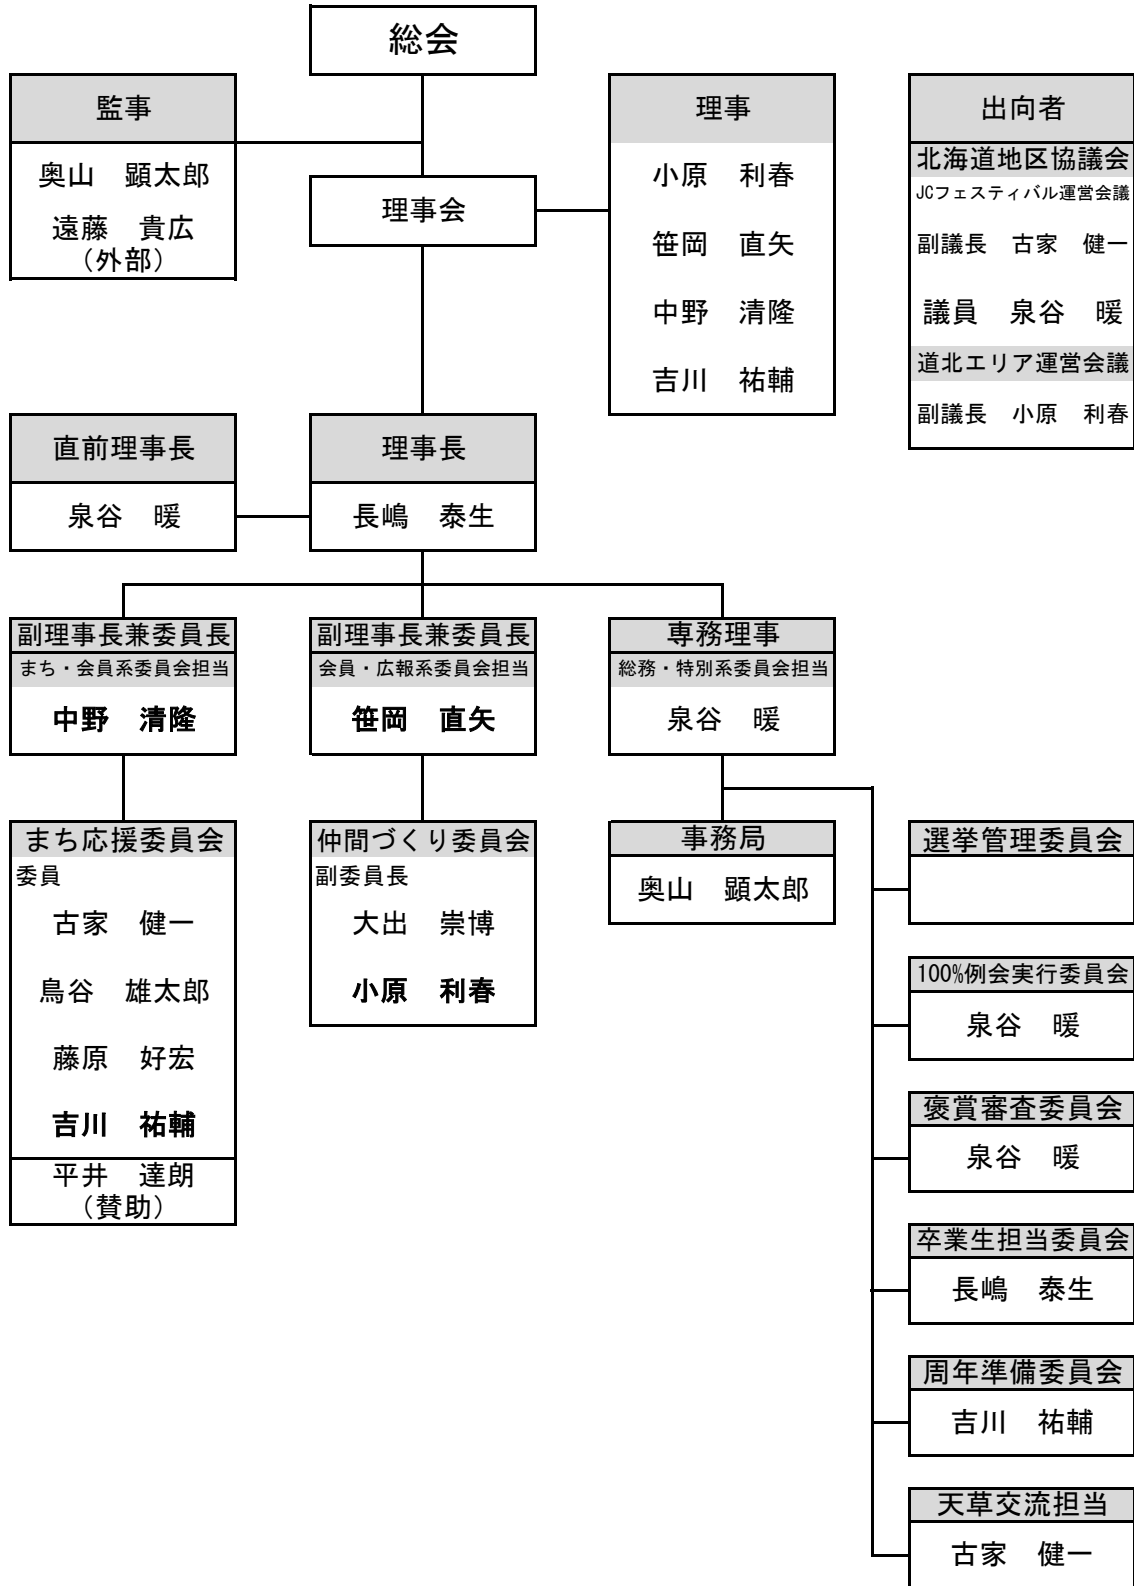 総会
監事
奥山　顕太郎
遠藤　貴広
（外部）
理事会
理事
小原　利春
笹岡　直矢
中野　清隆
吉川　祐輔
出向者
北海道地区協議会
JCフェスティバル運営会議
副議長　古家　健一
議員　泉谷　暖
道北エリア運営会議
副議長　小原　利春
直前理事長
泉谷　暖
理事長
長嶋　泰生
副理事長兼委員長
まち・会員系委員会担当
中野　清隆
副理事長兼委員長
会員・広報系委員会担当
笹岡　直矢
専務理事
総務・特別系委員会担当
泉谷　暖
まち応援委員会
委員
古家　健一
鳥谷　雄太郎
藤原　好宏
吉川　祐輔
平井　達朗
（賛助）
仲間づくり委員会
副委員長
大出　崇博
小原　利春
事務局
奥山　顕太郎
選挙管理委員会
100%例会実行委員会
泉谷　暖
褒賞審査委員会
泉谷　暖
卒業生担当委員会
長嶋　泰生
周年準備委員会
吉川　祐輔
天草交流担当
古家　健一